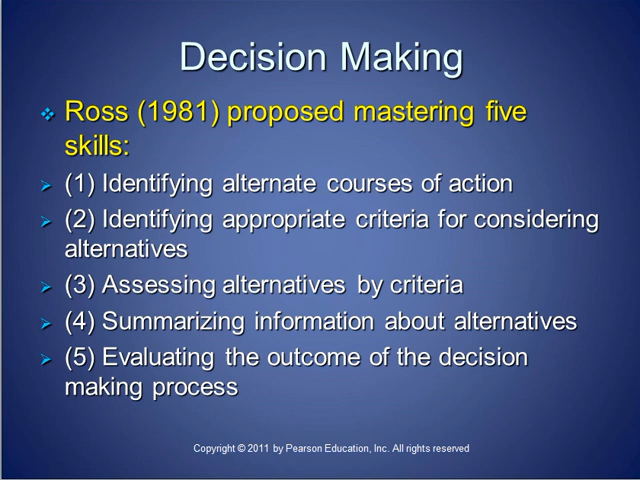 Decision Making
Ross (1981) proposed mastering five
skills:
(1) Identifying alternate courses of action
(2) Identifying appropriate criteria for considering
alternatives
(3) Assessing alternatives by criteria
(4) Summarizing information about alternatives
(5) Evaluating the outcome of the decision
making process
Copyright © 2011 by Pearson Education, Inc. All rights reserved